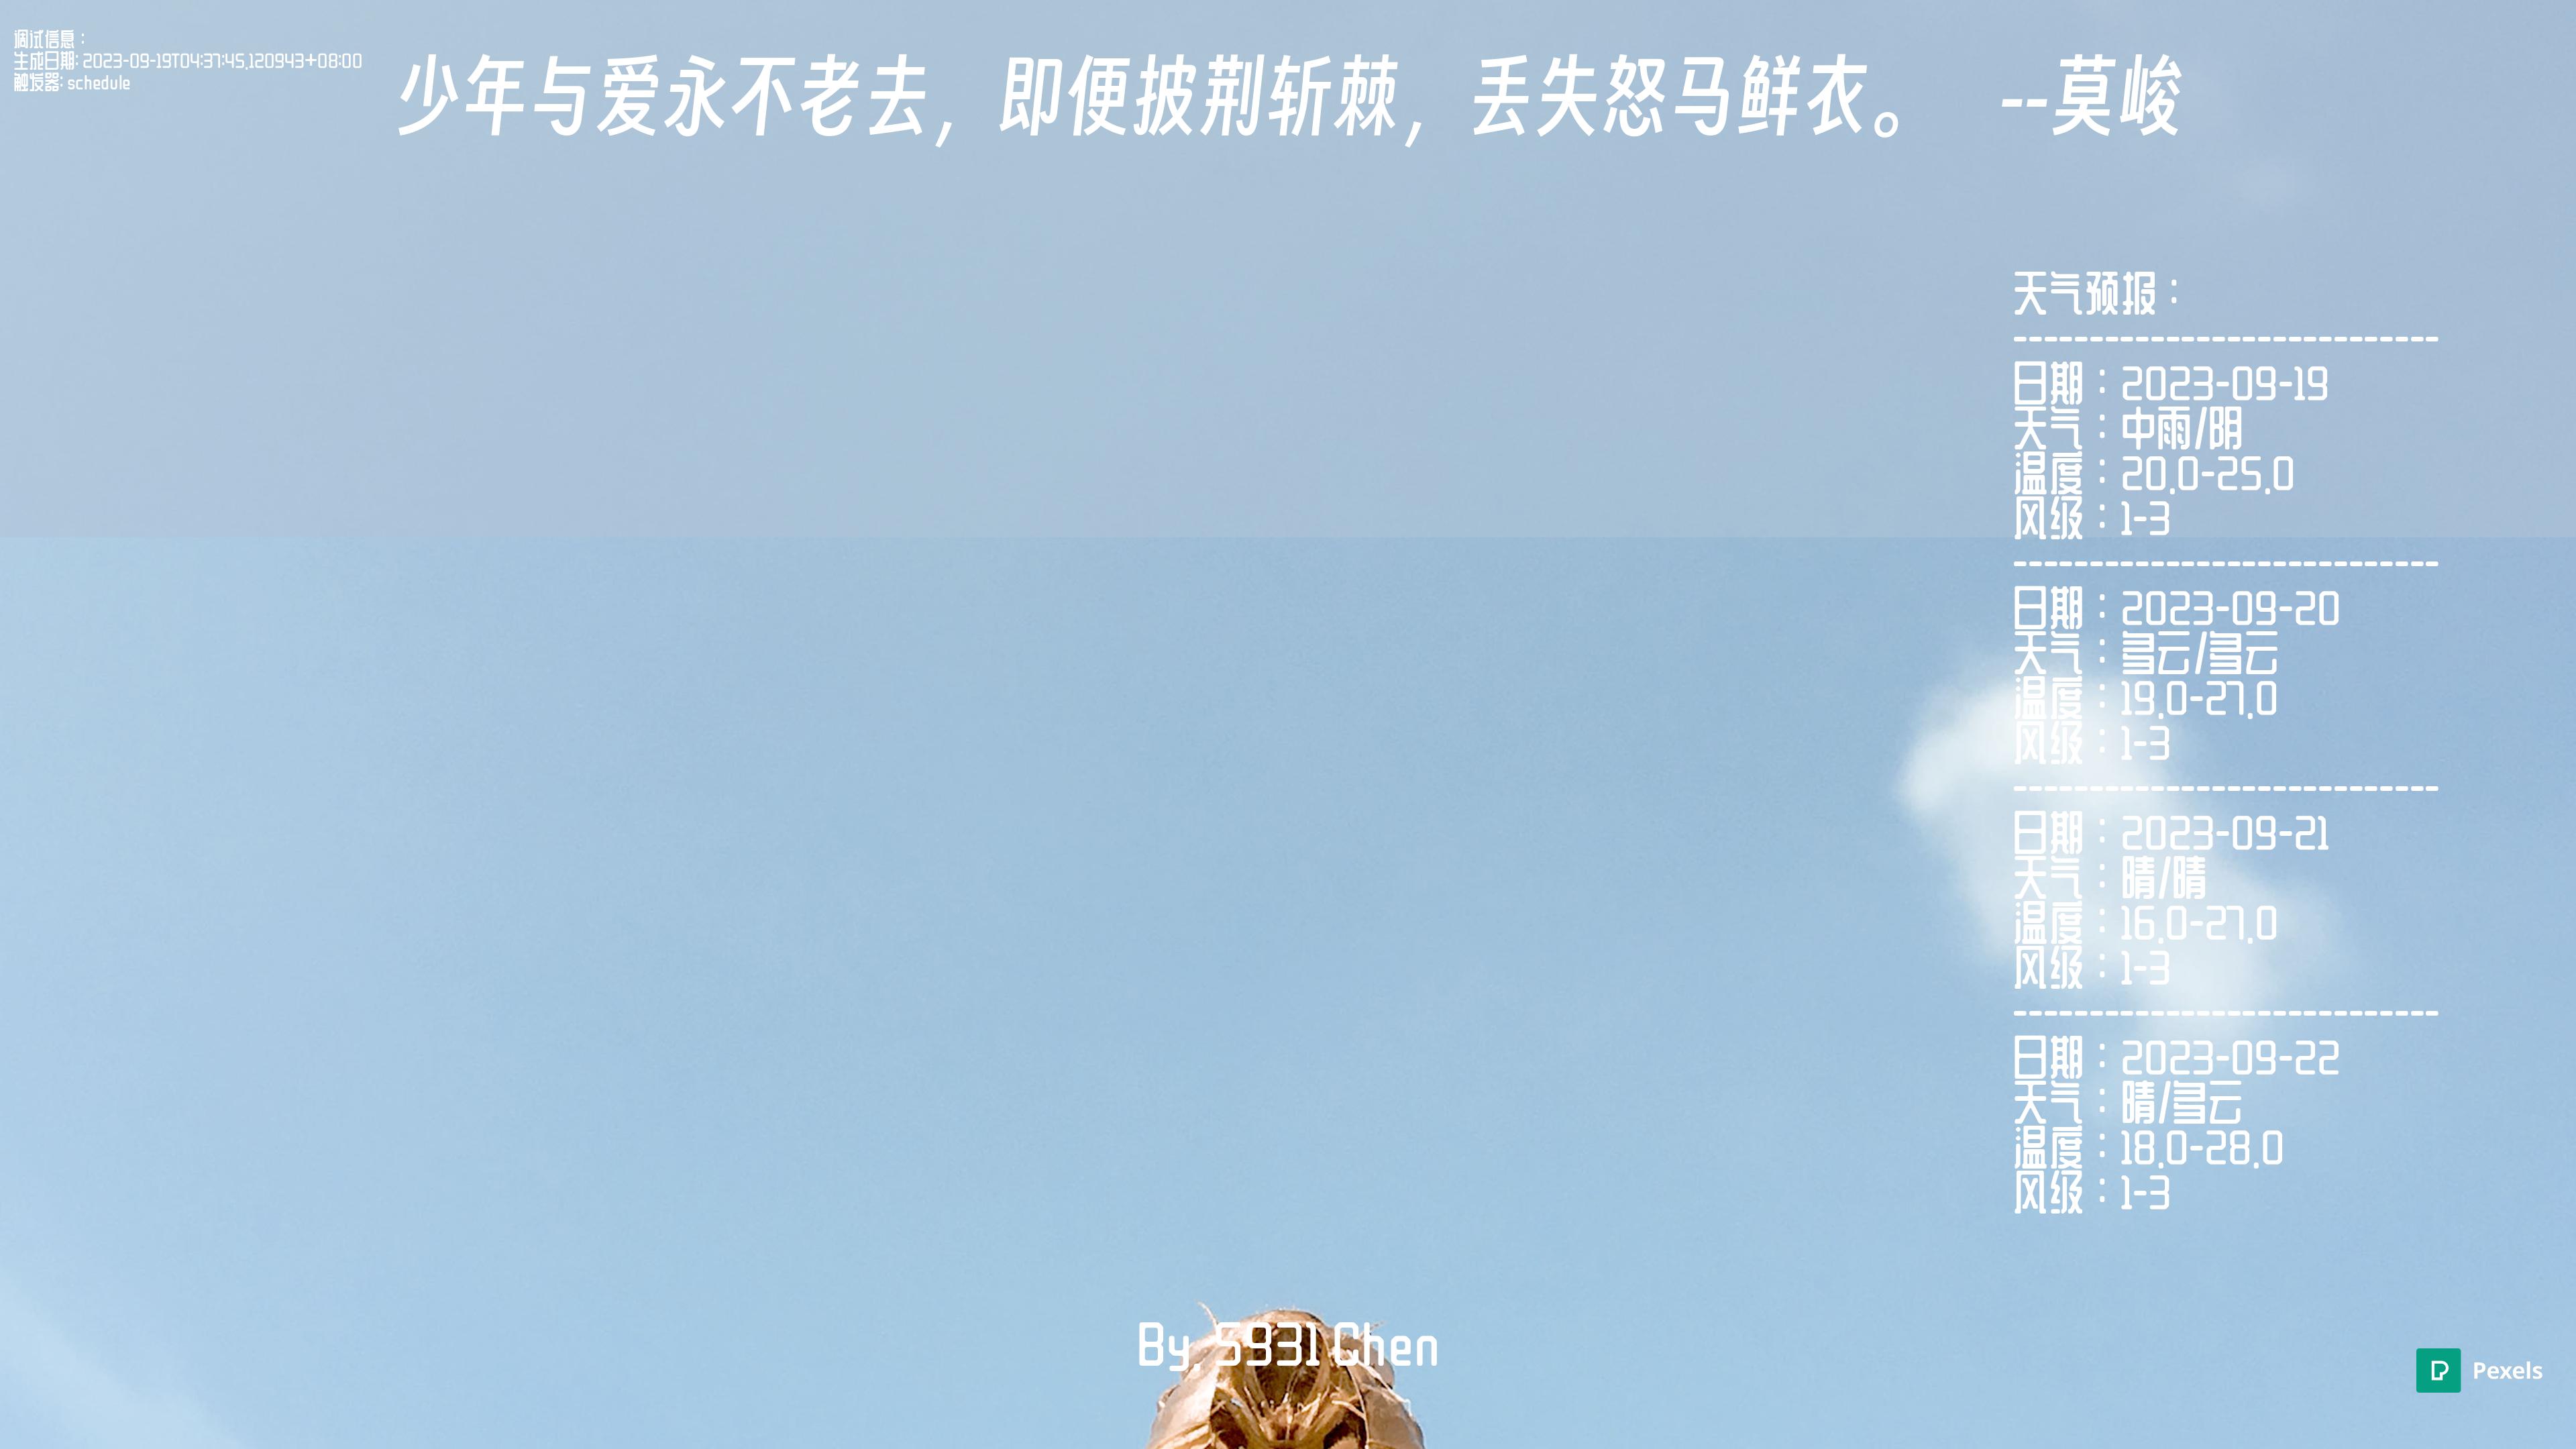 调试信息：
生成日期: 2023-09-19T04:37:45.120943+08:00
触发器: schedule
少年与爱永不老去，即便披荆斩棘，丢失怒马鲜衣。 --莫峻
天气预报：
----------------------------
日期：2023-09-19
天气：中雨/阴
温度：20.0-25.0
风级：1-3
----------------------------
日期：2023-09-20
天气：多云/多云
温度：19.0-27.0
风级：1-3
----------------------------
日期：2023-09-21
天气：晴/晴
温度：16.0-27.0
风级：1-3
----------------------------
日期：2023-09-22
天气：晴/多云
温度：18.0-28.0
风级：1-3
By. 5931 Chen
Pexels